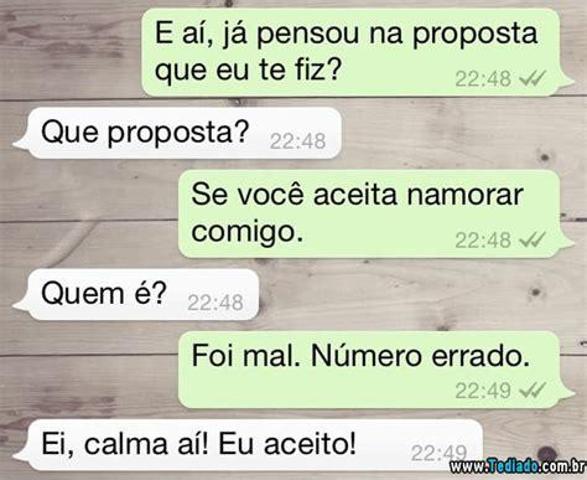 E aí, já pensou na proposta
que eu te fiz?
22:48
Que proposta?
22:48
Se você aceita namorar
comigo.
22:48
Quem é?
22:48
Foi mal. Número errado.
22:49
Ei, calma aí! Eu aceito!
22:49
www.Tediado.com.br